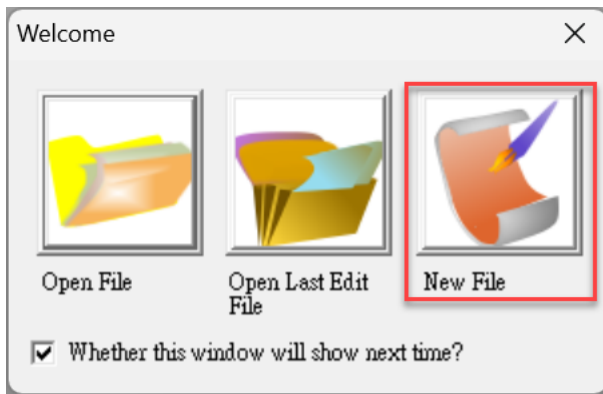 Welcome
Open File
Open Last Edit
File
New File
Whether this window will show next time?